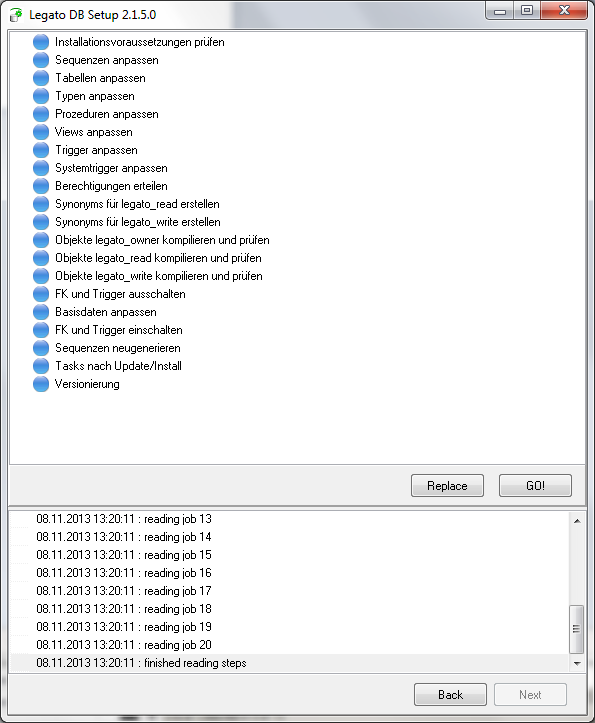 Legato DB Setup 2.1.5.0
Installationsvoraussetzungen prüfen
Sequenzen anpassen
Tabellen anpassen
Typen anpassen
Prozeduren anpassen
Views anpassen
Trigger anpassen
Systemtrigger anpassen
Berechtigungen erteilen
Synonyms für legato_read erstellen
Synonyms für legato_write erstellen
Objekte legato_owner kompilieren und prüfen
Objekte legato_read kompilieren und prüfen
Objekte legato_write kompilieren und prüfen
FK und Trigger ausschalten
Basisdaten anpassen
FK und Trigger einschalten
Sequenzen neugenerieren
Tasks nach Update/Install
Versionierung
Replace GO!
08.11.2013 13:20:11 : reading job 13
08.11.2013 13:20:11 : reading job 14
08.11.2013 13:20:11 : reading job 15
08.11.2013 13:20:11 : reading job 16
08.11.2013 13:20:11 : reading job 17
08.11.2013 13:20:11 : reading job 18
08.11.2013 13:20:11 : reading job 19
08.11.2013 13:20:11 : reading job 20
08.11.2013 13:20:11 : finished reading steps
Back Next